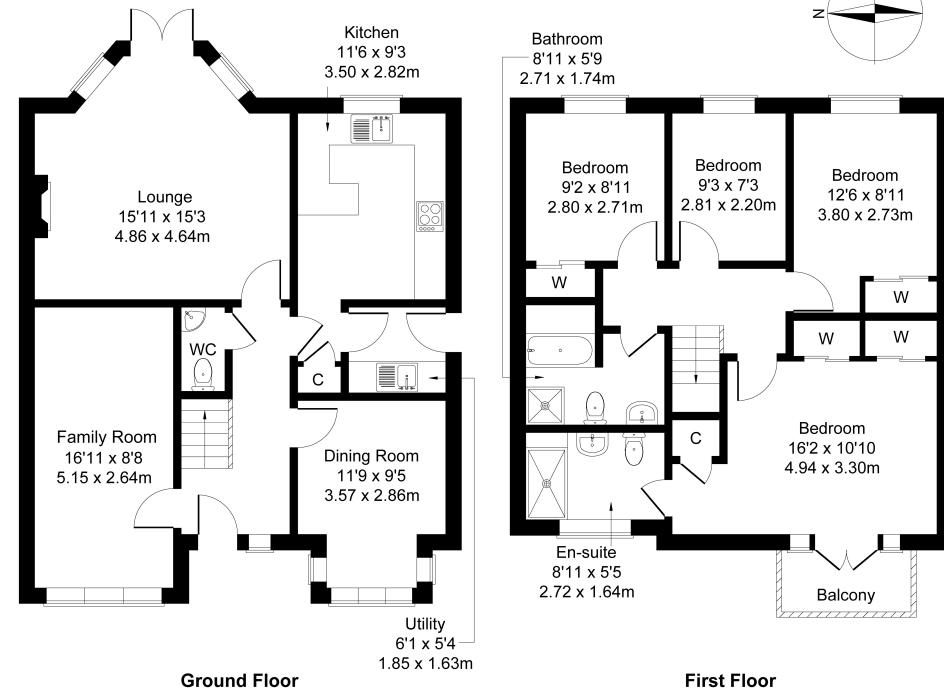 N
Kitchen
11'6 x 9'3
3.50 x 2.82m
Lounge
15'11 x 15'3
4.86 x 4.64m
WC
C
Family Room
16'11 x 8'8
5.15 x 2.64m
Dining Room
11'9 x 9'5
3.57 x 2.86m
Utility
6'1 x 5'4
1.85 x 1.63m
Ground Floor
Bathroom
8'11 x 5'9
2.71 x 1.74m
Bedroom
9'2 x 8'11
2.80 x 2.71m
Bedroom
9'3 x 7'3
2.81 x 2.20m
Bedroom
12'6 x 8'11
3.80 x 2.73m
W
W
W
W
C
Bedroom
16'2 x 10'10
4.94 x 3.30m
En-suite
8'11 x 5'5
2.72 x 1.64m
Balcony
First Floor